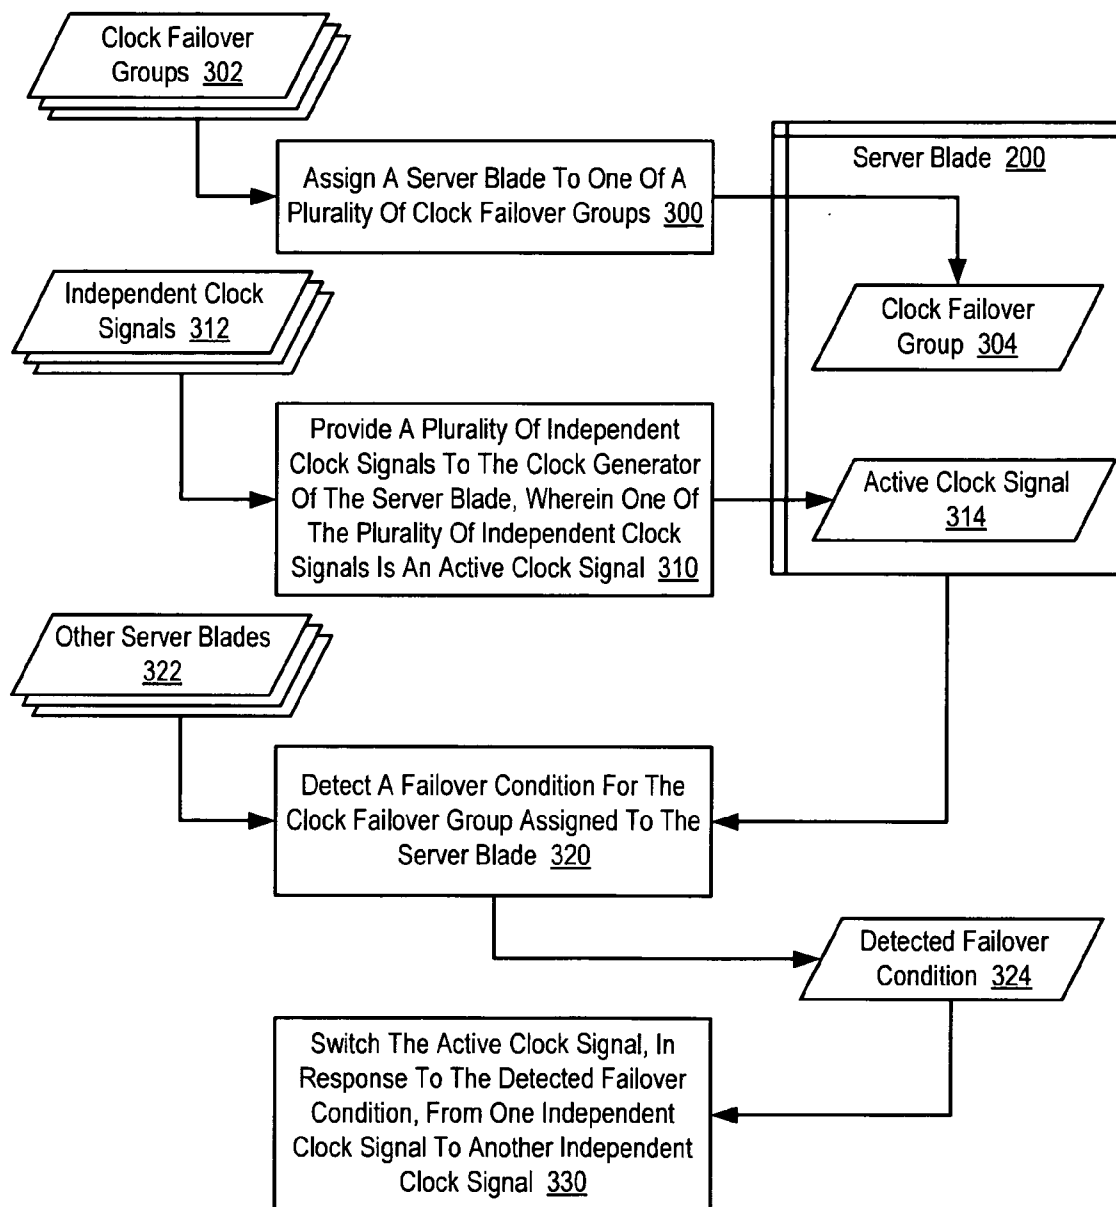 Clock Failover
Groups 302
Server Blade 200
Assign A Server Blade To One Of A
Plurality Of Clock Failover Groups 300
Independent Clock
Signals 312
Clock Failover
Group 304
Provide A Plurality Of Independent
Clock Signals To The Clock Generator
Of The Server Blade, Wherein One Of
The Plurality Of Independent Clock
Signals Is An Active Clock Signal 310
Active Clock Signal
314
Other Server Blades
322
Detect A Failover Condition For The
Clock Failover Group Assigned To The
Server Blade 320
Detected Failover
Condition 324
Switch The Active Clock Signal, In
Response To The Detected Failover
Condition, From One Independent
Clock Signal To Another Independent
Clock Signal 330